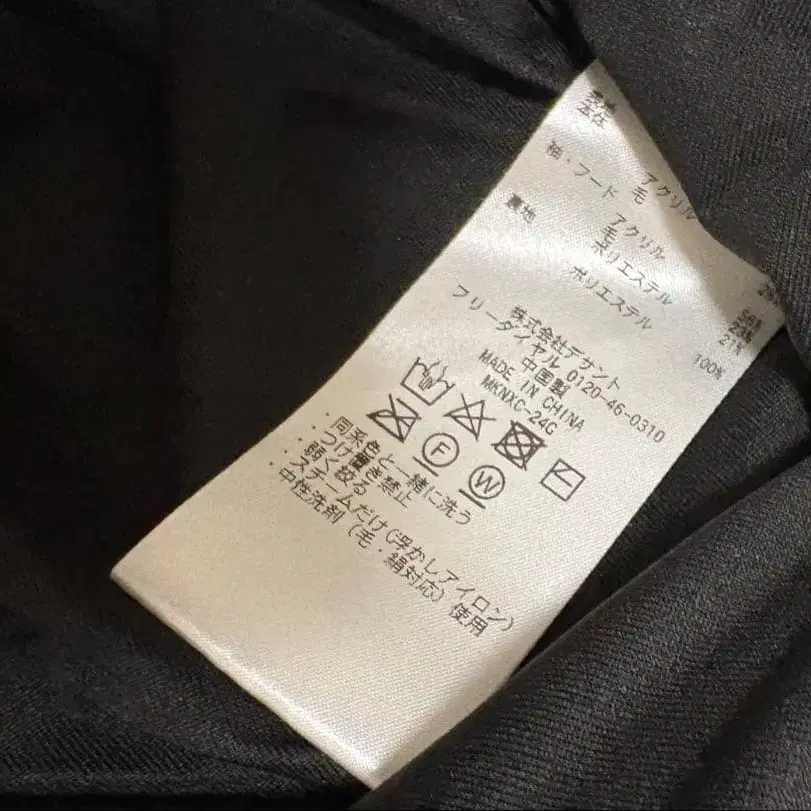 表地
本体 アクリル
毛
袖・フード アクリル
毛
ポリエステル 21%
裏地 ポリエステル 100%
株式会社デサント
フリーダイヤル 0120-46-0310
中国製
MADE IN CHINA
MKNXC-24C
F W
・同系色と一緒に洗う
・つけ置き禁止
・弱く絞る
・スチームだけ(浮かしアイロン)
・中性洗剤(毛・絹対応)使用